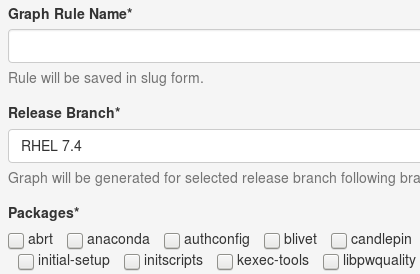 Graph Rule Name*
Rule will be saved in slug form.
Release Branch*
RHEL 7.4
Graph will be generated for selected release branch following
Packages*
abrt anaconda authconfig blivet candlepin
initial-setup initscripts kexec-tools libpwquality